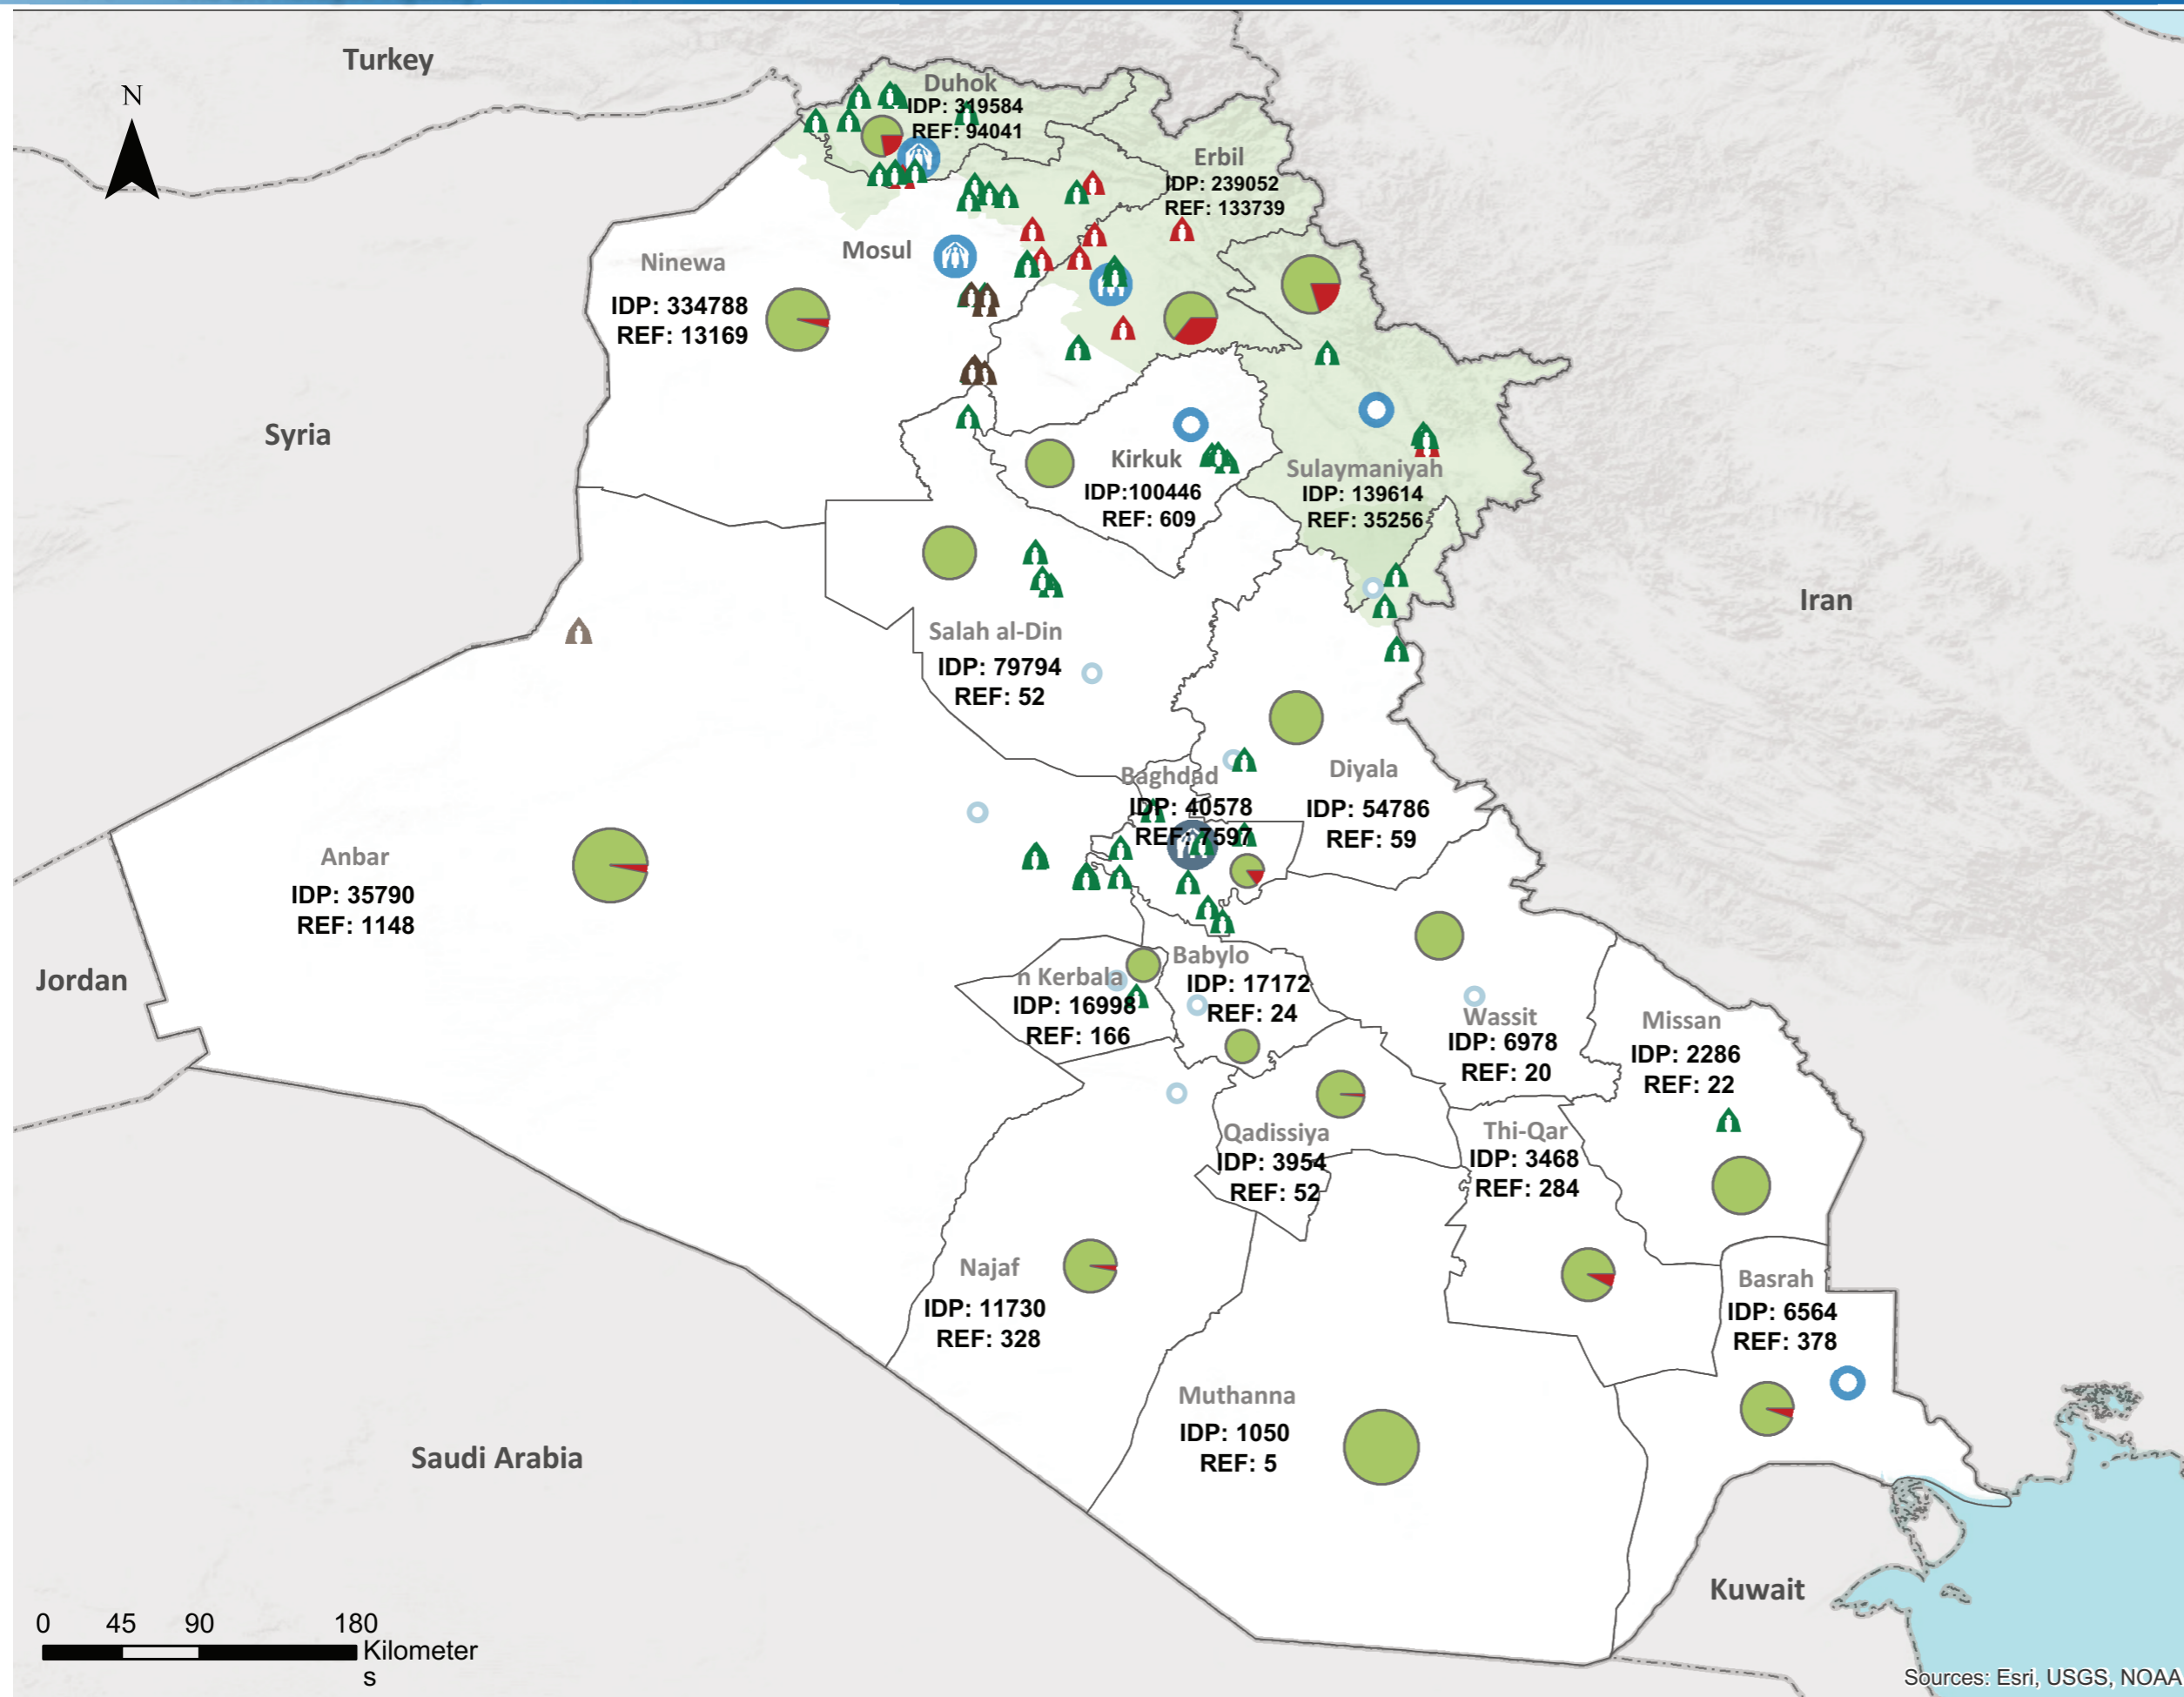 Turkey
N
Duhok
IDP: 319584
REF: 94041
Erbil
IDP: 239052
REF: 133739
Mosul
Ninewa
IDP: 334788
REF: 13169
Syria
Kirkuk
IDP:100446
REF: 609
Sulaymaniyah
IDP: 139614
REF: 35256
Iran
Salah al-Din
IDP: 79794
REF: 52
Baghdad
IDP: 40578
REF: 7597
Diyala
IDP: 54786
REF: 59
Anbar
IDP: 35790
REF: 1148
Jordan
n Kerbala
IDP: 16998
REF: 166
Babylo
IDP: 17172
REF: 24
Wassit
IDP: 6978
REF: 20
Missan
IDP: 2286
REF: 22
Qadissiya
IDP: 3954
REF: 52
Thi-Qar
IDP: 3468
REF: 284
Najaf
IDP: 11730
REF: 328
Basrah
IDP: 6564
REF: 378
Muthanna
IDP: 1050
REF: 5
Saudi Arabia
Kuwait
0 45 90 180
Kilometer
s
Sources: Esri, USGS, NOAA